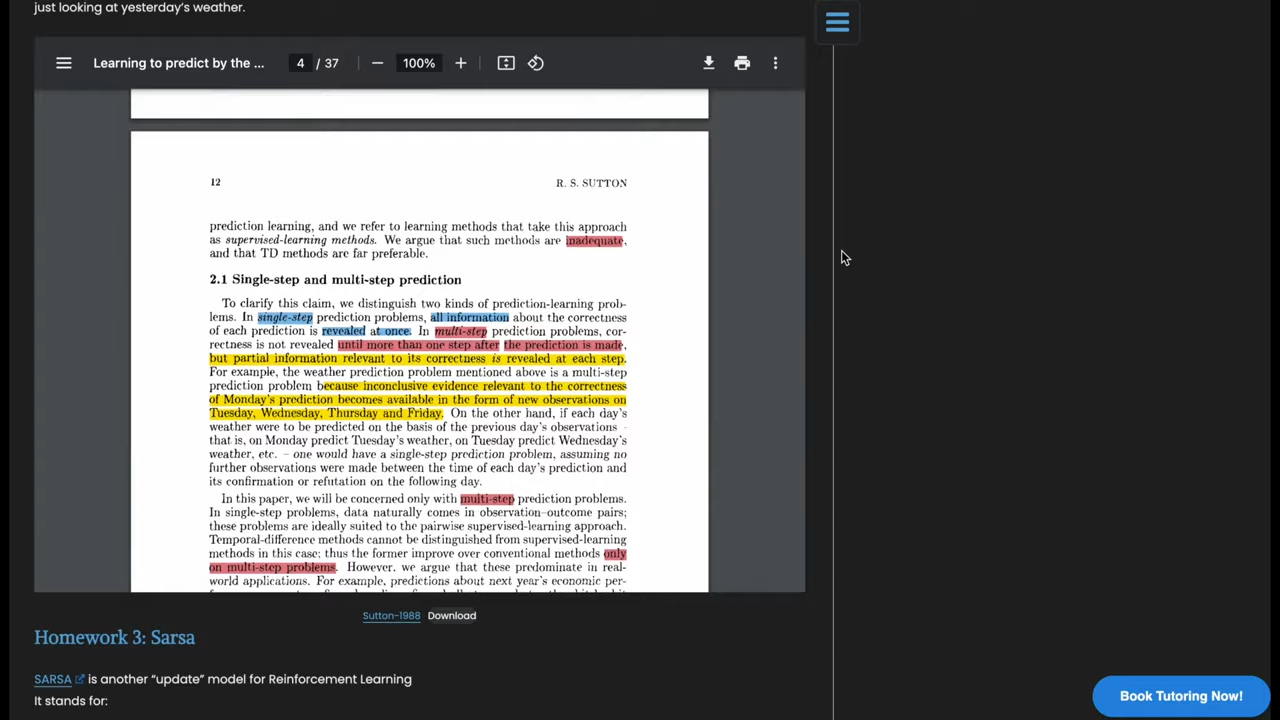 just looking at yesterday's weather.
Learning to predict by the ...
4 / 37
100%
12
R. S. SUTTON
prediction learning, and we refer to learning methods that take this approach
as supervised-learning methods. We argue that such methods are inadequate,
and that TD methods are far preferable.
2.1 Single-step and multi-step prediction
To clarify this claim, we distinguish two kinds of prediction-learning prob-
lems. In single-step prediction problems, all information about the correctness
of each prediction is revealed at once. In multi-step prediction problems, cor-
rectness is not revealed until more than one step after the prediction is made,
but partial information relevant to its correctness is revealed at each step.
For example, the weather prediction problem mentioned above is a multi-step
prediction problem because inconclusive evidence relevant to the correctness
of Monday's prediction becomes available in the form of new observations on
Tuesday, Wednesday, Thursday and Friday. On the other hand, if each day's
weather were to be predicted on the basis of the previous day's observations –
that is, on Monday predict Tuesday's weather, on Tuesday predict Wednesday's
weather, etc. – one would have a single-step prediction problem, assuming no
further observations were made between the time of each day's prediction and
its confirmation or refutation on the following day.
In this paper, we will be concerned only with multi-step prediction problems.
In single-step problems, data naturally comes in observation-outcome pairs;
these problems are ideally suited to the pairwise supervised-learning approach.
Temporal-difference methods cannot be distinguished from supervised-learning
methods in this case; thus the former improve over conventional methods only
on multi-step problems. However, we argue that these predominate in real-
world applications. For example, predictions about next year's economic per-
Sutton-1988 Download
Homework 3: Sarsa
SARSA is another “update” model for Reinforcement Learning
It stands for:
Book Tutoring Now!